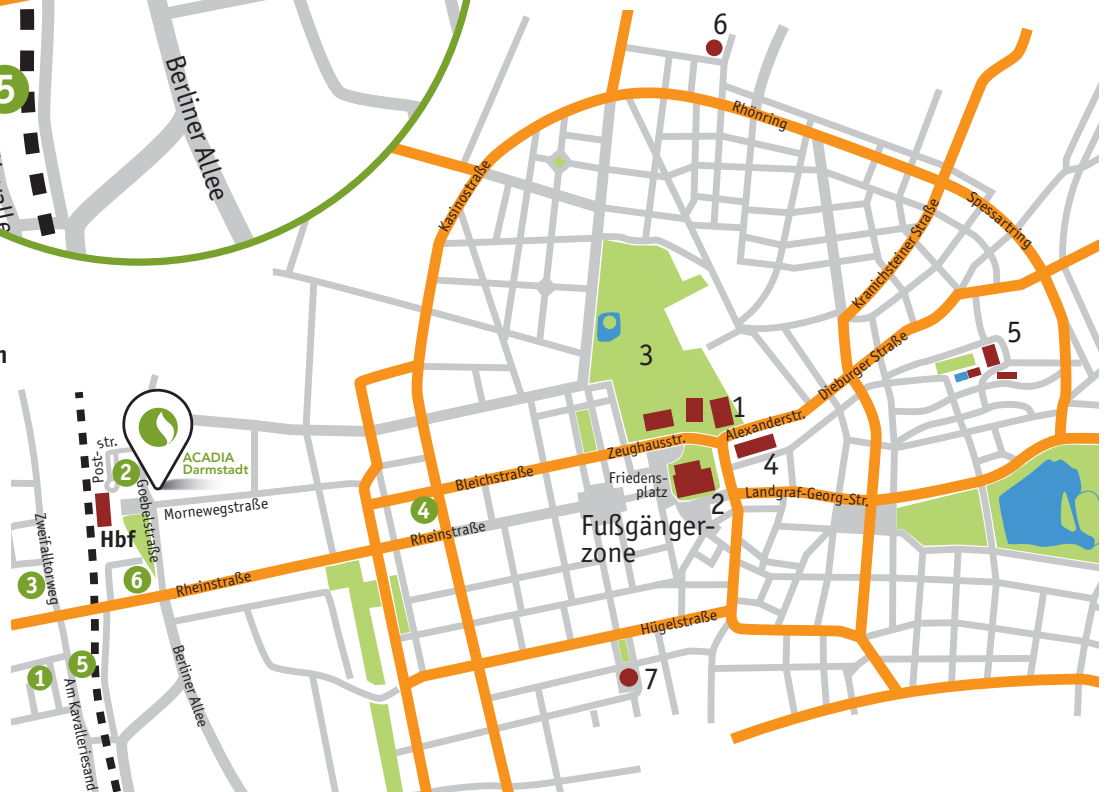 6
5
Berliner Allee
Rhönring
Kasinostraße
Spessartring
Kranichsteiner Straße
5
3
Dieburger Straße
1
Alexanderstr.
Zeughausstr.
4
Post-
str.
ACADIA
Darmstadt
2
Bleichstraße
Friedens-
platz
2
Landgraf-Georg-Str.
Goebelstraße
Mornewegstraße
4
Rheinstraße
Fußgänger-
zone
Zweifalltorweg
Hbf
3
6
Rheinstraße
Hügelstraße
1
5
7
Berliner Allee
Am Kavalleriesand